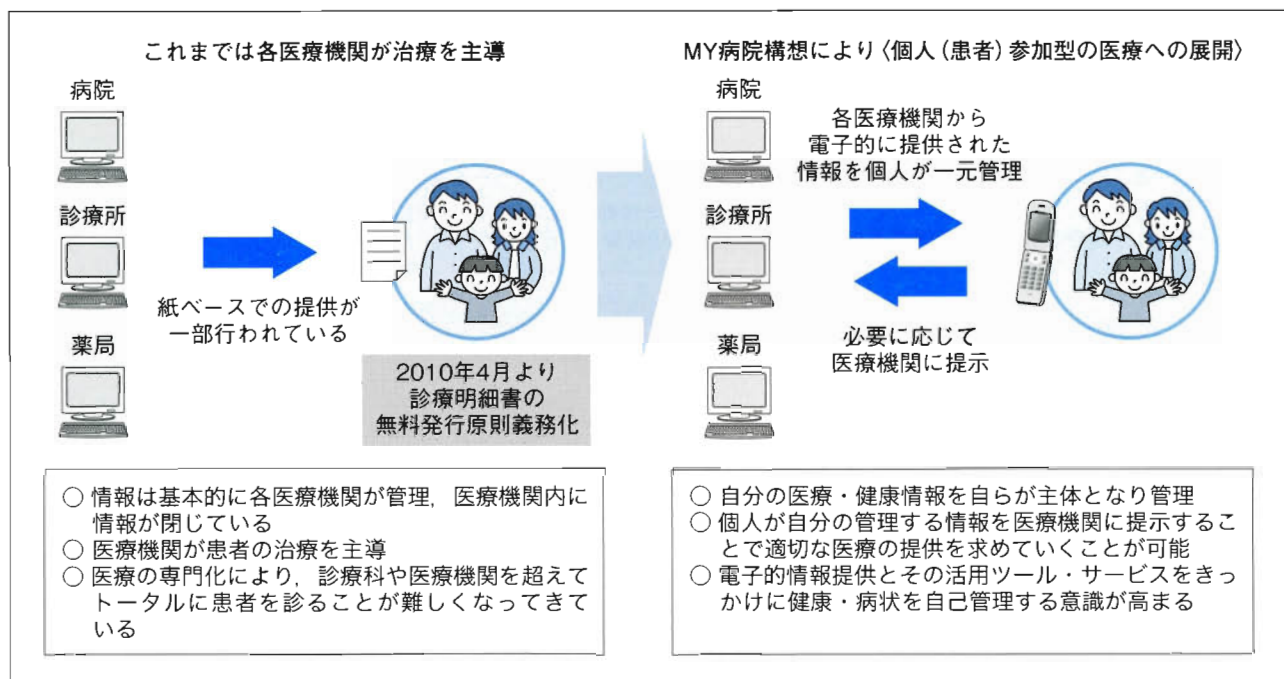 これまでは各医療機関が治療を主導
病院
診療所
薬局
紙ベースでの提供が
一部行われている
2010年4月より
診療明細書の
無料発行原則義務化
○ 情報は基本的に各医療機関が管理，医療機関内に
情報が閉じている
○ 医療機関が患者の治療を主導
○ 医療の専門化により，診療科や医療機関を超えて
トータルに患者を診ることが難しくなってきて
いる
MY病院構想により〈個人（患者）参加型の医療への展開〉
病院
診療所
薬局
各医療機関から
電子的に提供された
情報を個人が一元管理
必要に応じて
医療機関に提示
○ 自分の医療・健康情報を自らが主体となり管理
○ 個人が自分の管理する情報を医療機関に提示するこ
とで適切な医療の提供を求めていくことが可能
○ 電子的情報提供とその活用ツール・サービスをきっ
かけに健康・病状を自己管理する意識が高まる